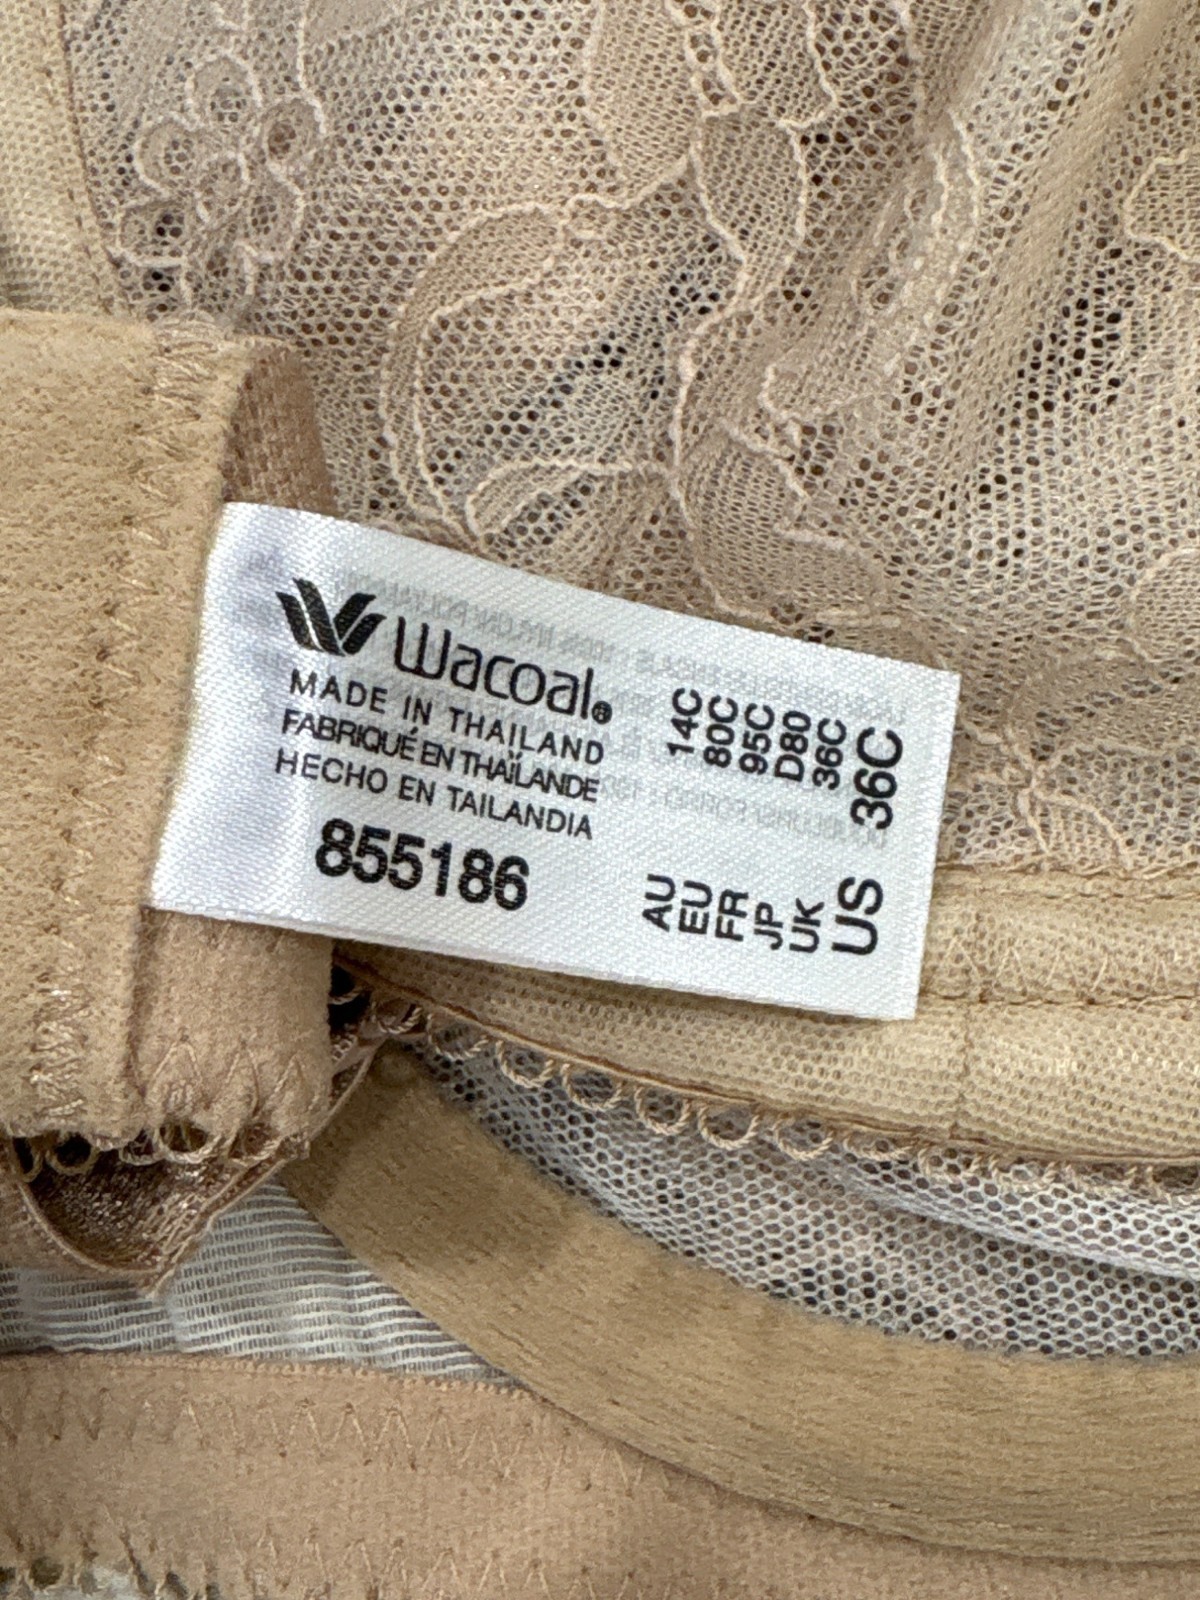 Wacoal®
MADE IN THAILAND
FABRIQUÉ EN THAÏLANDE
HECHO EN TAILANDIA
855186
AU 14C
EU 80C
FR 95C
JP D80
UK 36C
US 36C